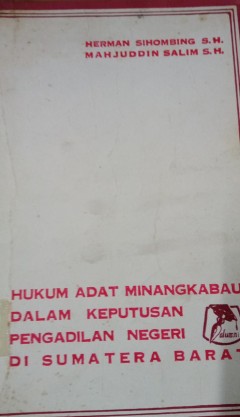 HERMAN SIHOMBING S.H.
MAHJUDDIN SALIM S.H.
HUKUM ADAT MINANGKABAU
DALAM KEPUTUSAN
PENGADILAN NEGERI
DI SUMATERA BARAT